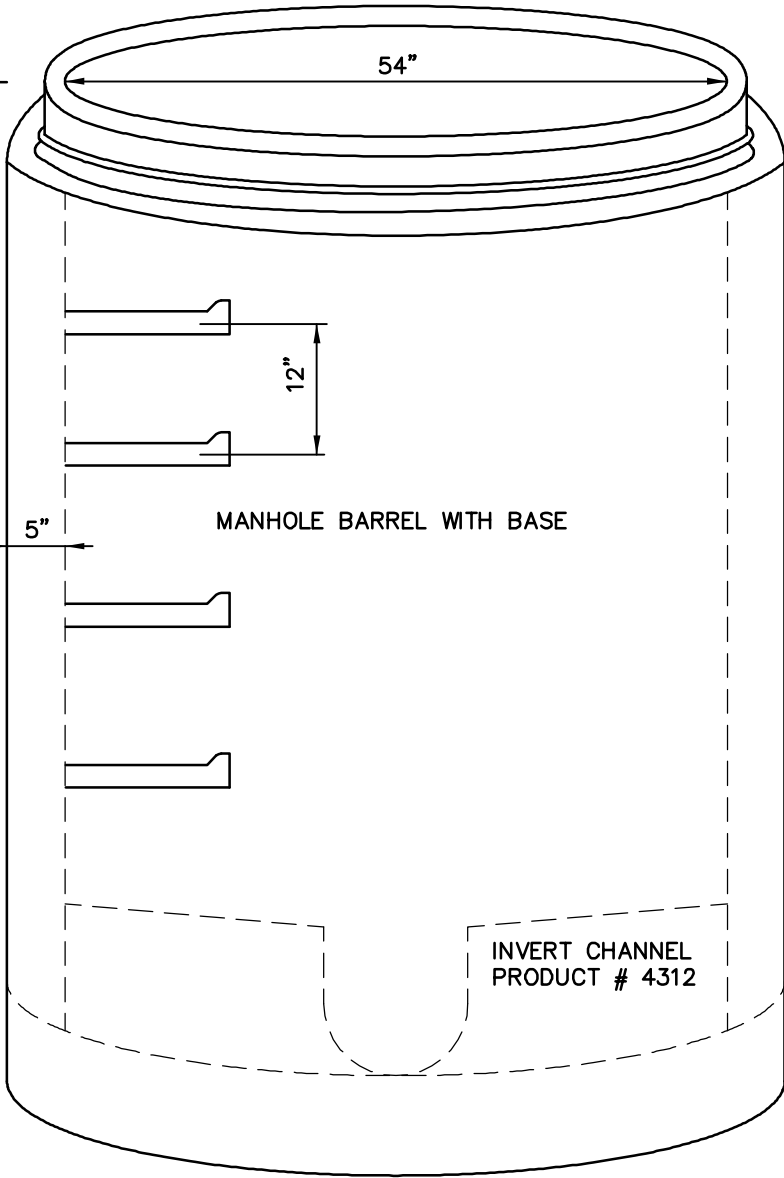 54"
12"
5"
MANHOLE BARREL WITH BASE
INVERT CHANNEL
PRODUCT # 4312